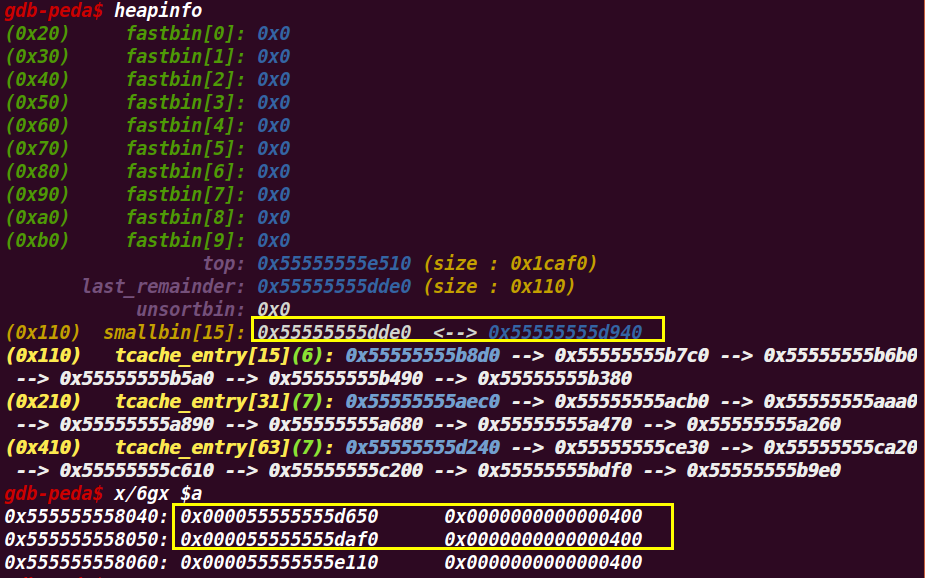 gdb-peda$ heapinfo
(0x20)     fastbin[0]: 0x0
(0x30)     fastbin[1]: 0x0
(0x40)     fastbin[2]: 0x0
(0x50)     fastbin[3]: 0x0
(0x60)     fastbin[4]: 0x0
(0x70)     fastbin[5]: 0x0
(0x80)     fastbin[6]: 0x0
(0x90)     fastbin[7]: 0x0
(0xa0)     fastbin[8]: 0x0
(0xb0)     fastbin[9]: 0x0
top: 0x55555555e510 (size : 0x1caf0)
last_remainder: 0x55555555dde0 (size : 0x110)
unsortbin: 0x0
(0x110)  smallbin[15]: 0x55555555dde0  <--> 0x55555555d940
(0x110)   tcache_entry[15](6): 0x55555555b8d0 --> 0x55555555b7c0 --> 0x55555555b6b0
--> 0x55555555b5a0 --> 0x55555555b490 --> 0x55555555b380
(0x210)   tcache_entry[31](7): 0x55555555aec0 --> 0x55555555acb0 --> 0x55555555aaa0
--> 0x55555555a890 --> 0x55555555a680 --> 0x55555555a470 --> 0x55555555a260
(0x410)   tcache_entry[63](7): 0x55555555d240 --> 0x55555555ce30 --> 0x55555555ca20
--> 0x55555555c610 --> 0x55555555c200 --> 0x55555555bdf0 --> 0x55555555b9e0
gdb-peda$ x/6gx $a
0x555555558040: 0x000055555555d650      0x0000000000000400
0x555555558050: 0x000055555555daf0      0x0000000000000400
0x555555558060: 0x000055555555e110      0x0000000000000400